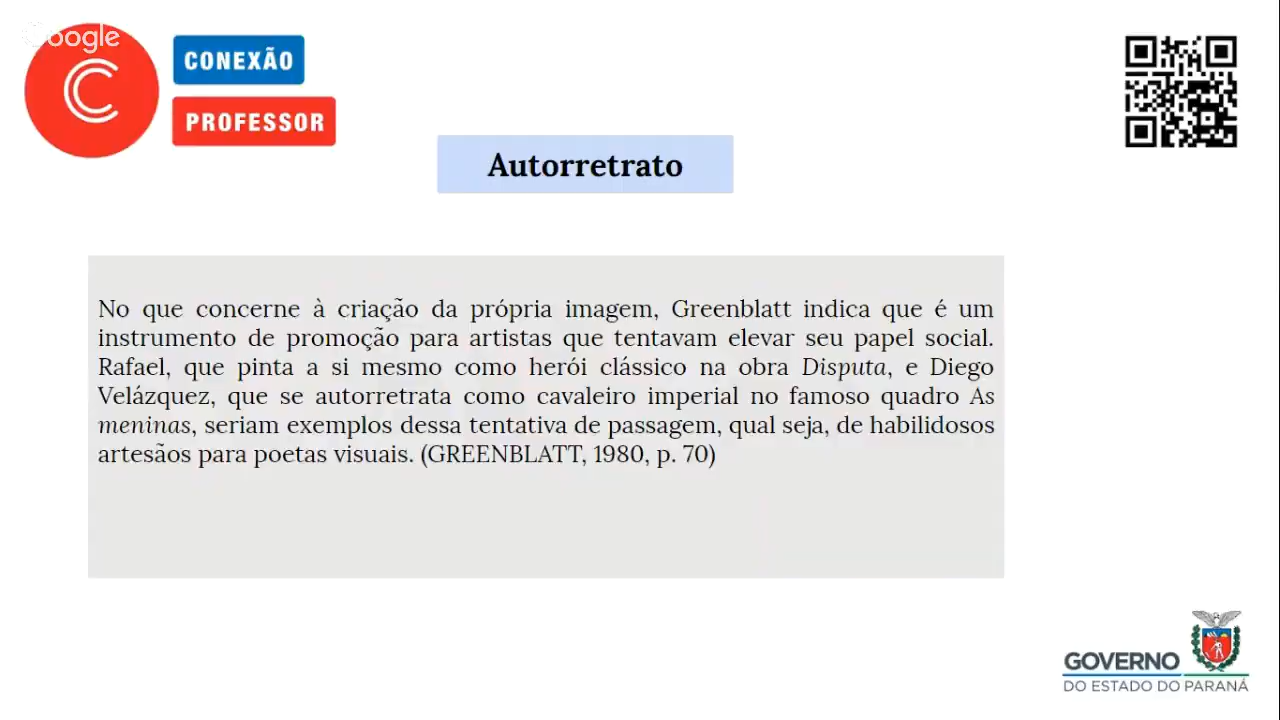 Google
CONEXÃO
PROFESSOR
Autorretrato
No que concerne à criação da própria imagem, Greenblatt indica que é um
instrumento de promoção para artistas que tentavam elevar seu papel social.
Rafael, que pinta a si mesmo como herói clássico na obra Disputa, e Diego
Velázquez, que se autorretrata como cavaleiro imperial no famoso quadro As
meninas, seriam exemplos dessa tentativa de passagem, qual seja, de habilidosos
artesãos para poetas visuais. (GREENBLATT, 1980, p. 70)
GOVERNO
DO ESTADO DO PARANÁ